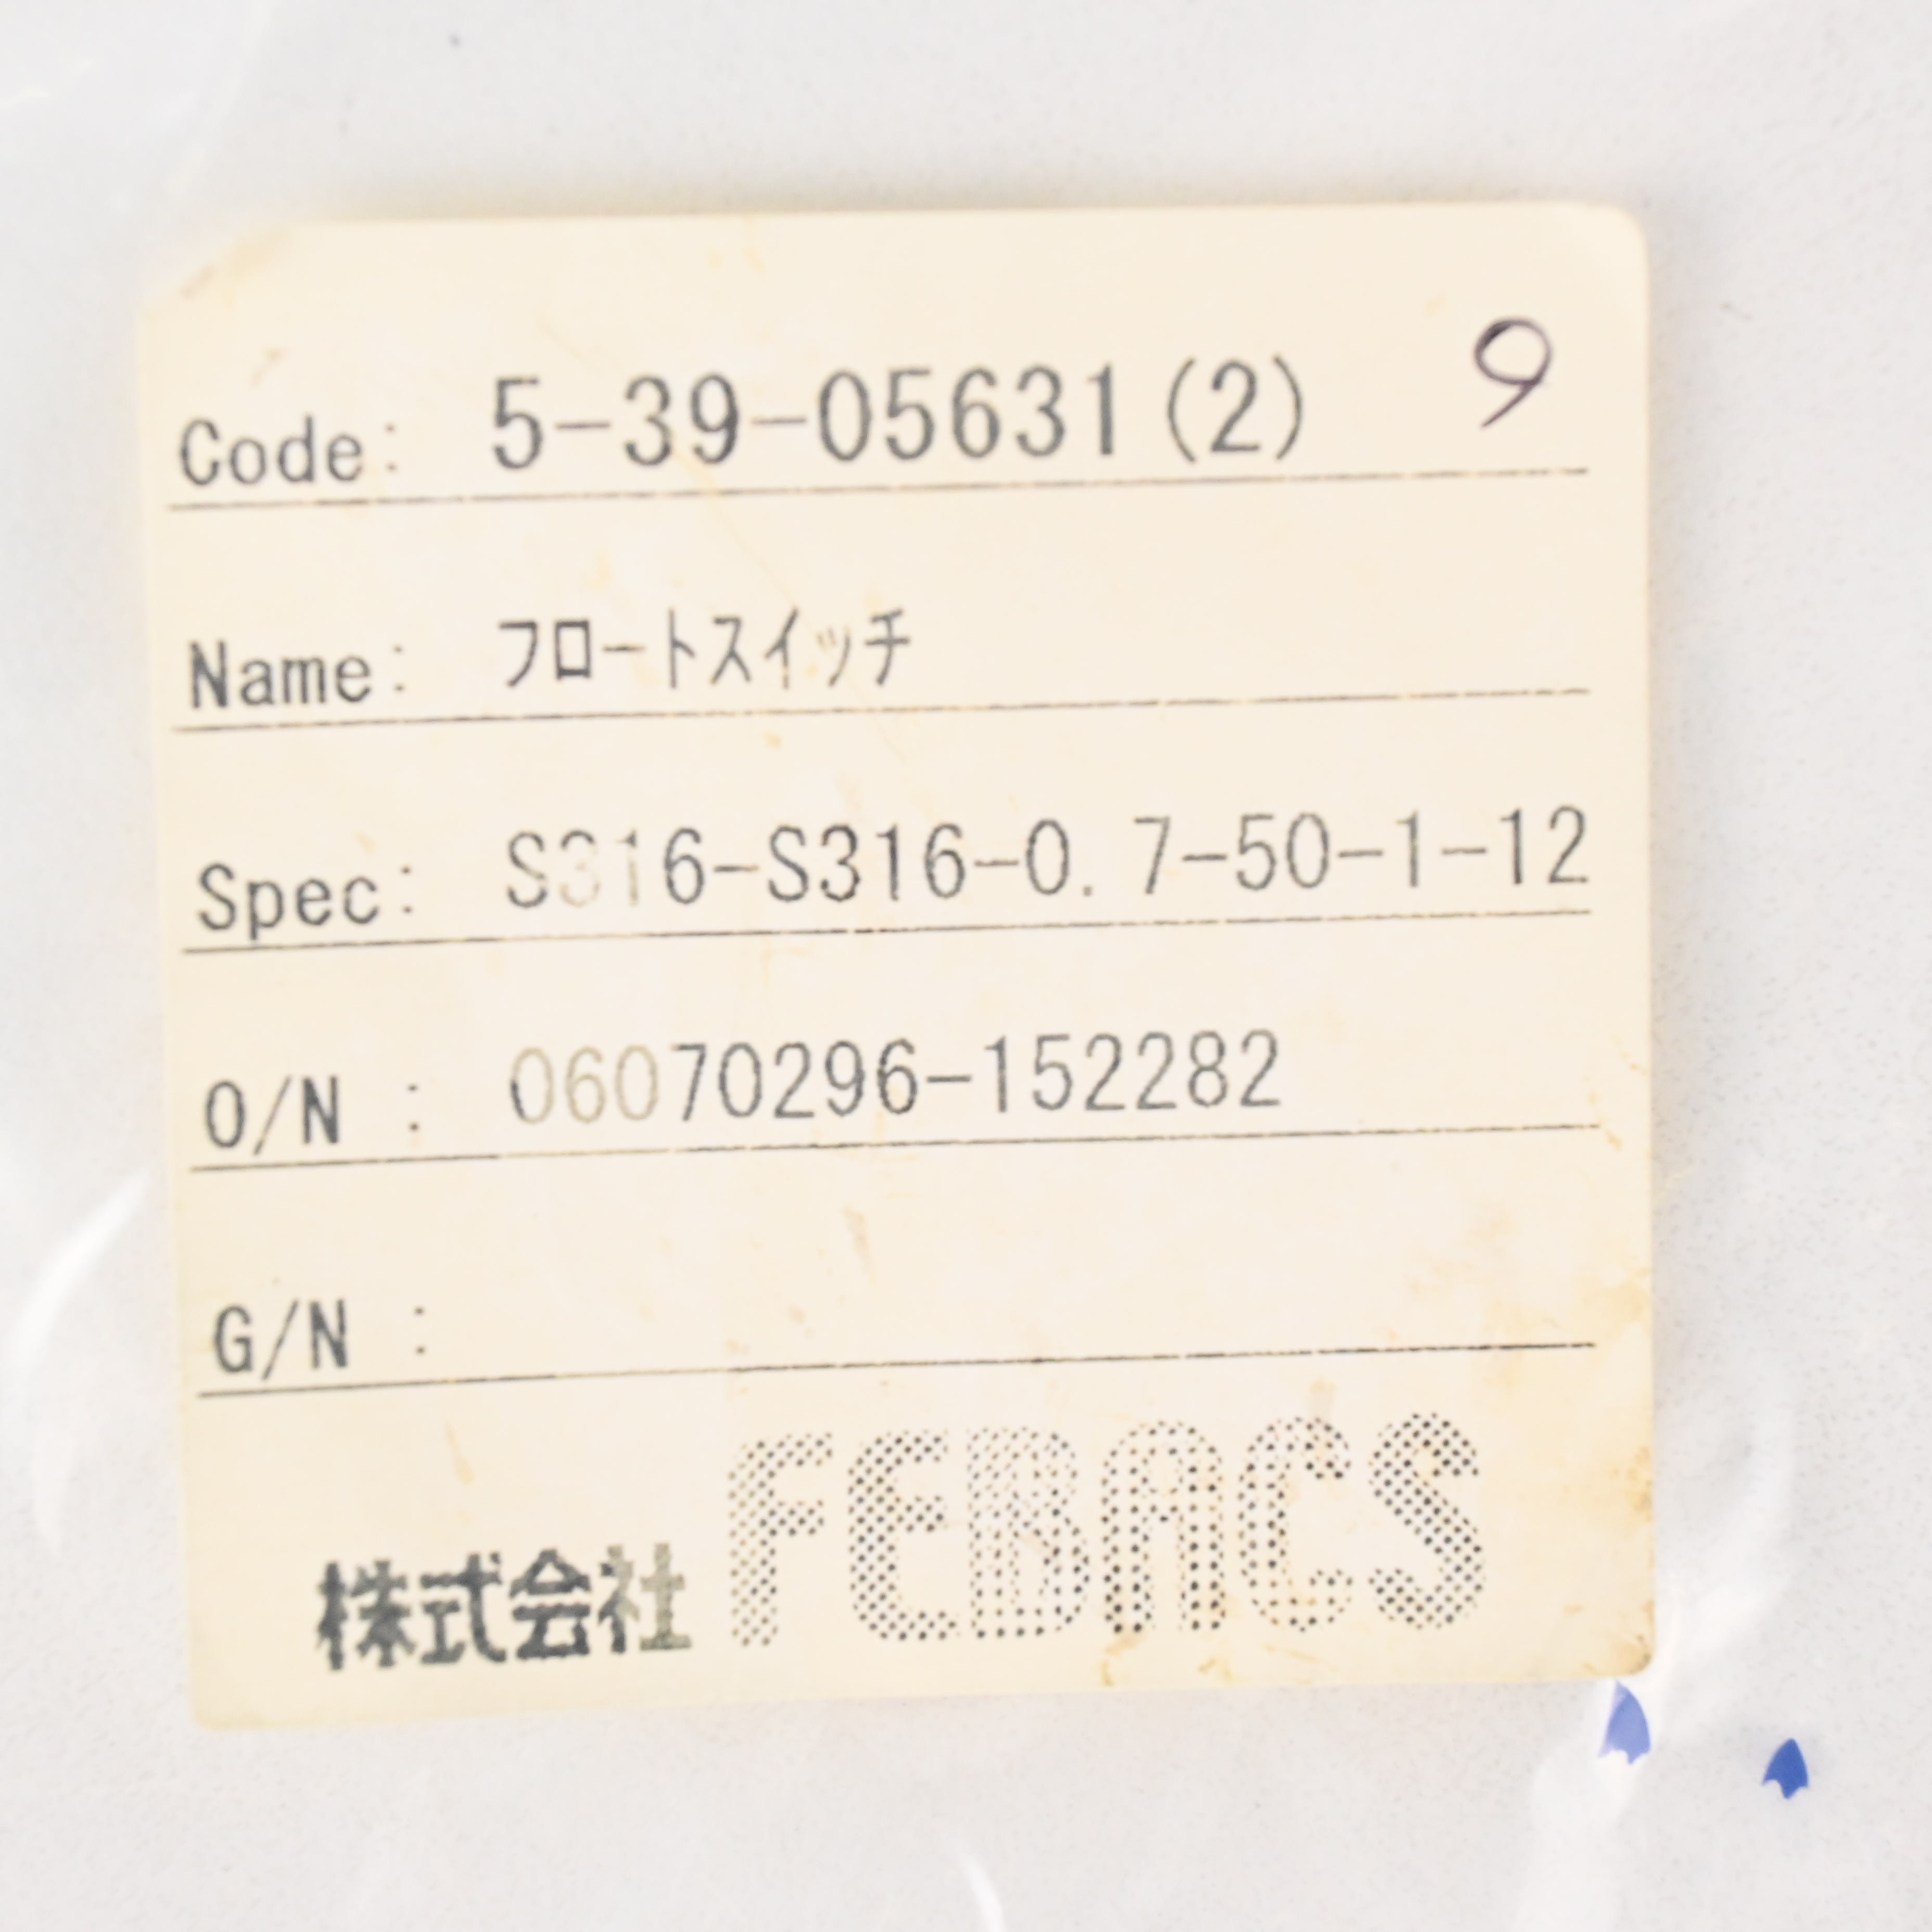 Code: 5-39-05631(2) 9
Name: フロートスイッチ
Spec: S316-S316-0.7-50-1-12
O/N : 06070296-152282
G/N :
株式会社 FEBACS